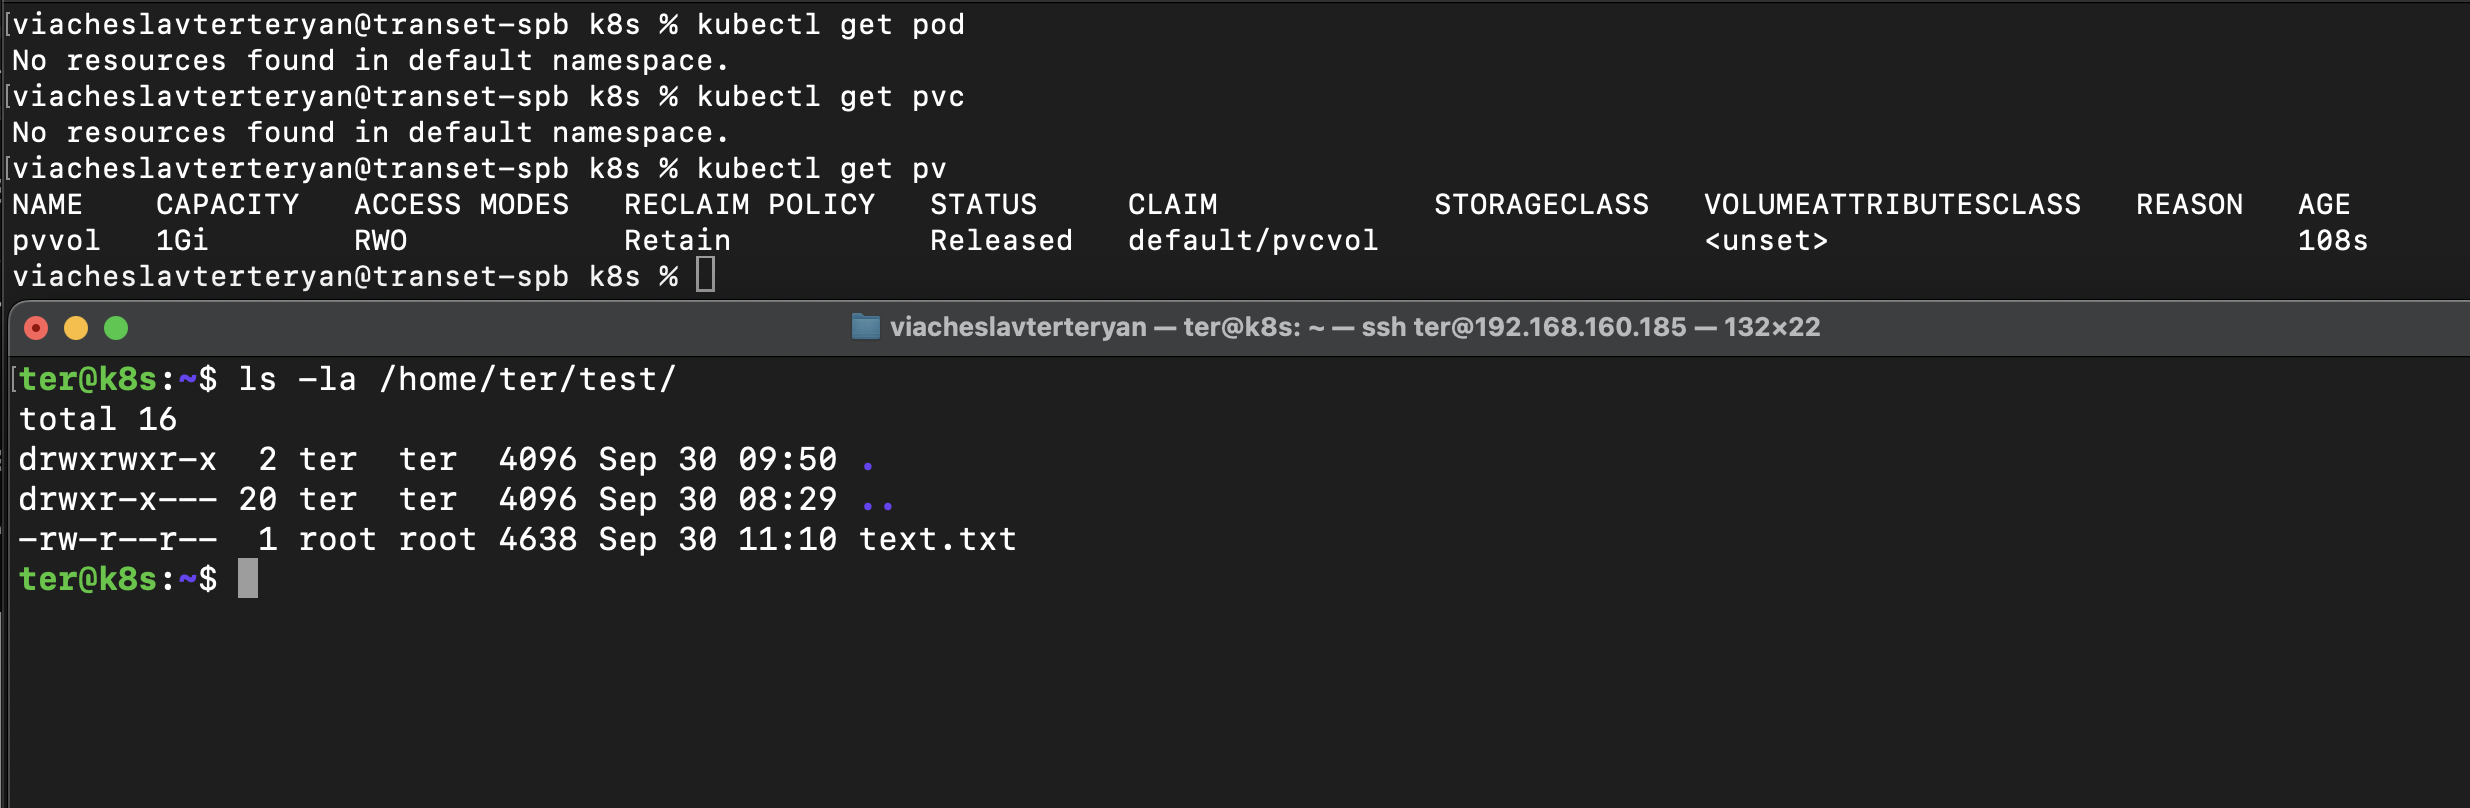 viacheslavterteryan@transet-spb k8s % kubectl get pod
No resources found in default namespace.
viacheslavterteryan@transet-spb k8s % kubectl get pvc
No resources found in default namespace.
viacheslavterteryan@transet-spb k8s % kubectl get pv
NAME    CAPACITY   ACCESS MODES   RECLAIM POLICY   STATUS     CLAIM            STORAGECLASS   VOLUMEATTRIBUTESCLASS   REASON   AGE
pvvol   1Gi        RWO            Retain           Released   default/pvcvol                  <unset>                          108s
viacheslavterteryan@transet-spb k8s %
viacheslavterteryan — ter@k8s: ~ — ssh ter@192.168.160.185 — 132×22
ter@k8s:~$ ls -la /home/ter/test/
total 16
drwxrwxr-x  2 ter  ter  4096 Sep 30 09:50 .
drwxr-x--- 20 ter  ter  4096 Sep 30 08:29 ..
-rw-r--r--  1 root root 4638 Sep 30 11:10 text.txt
ter@k8s:~$